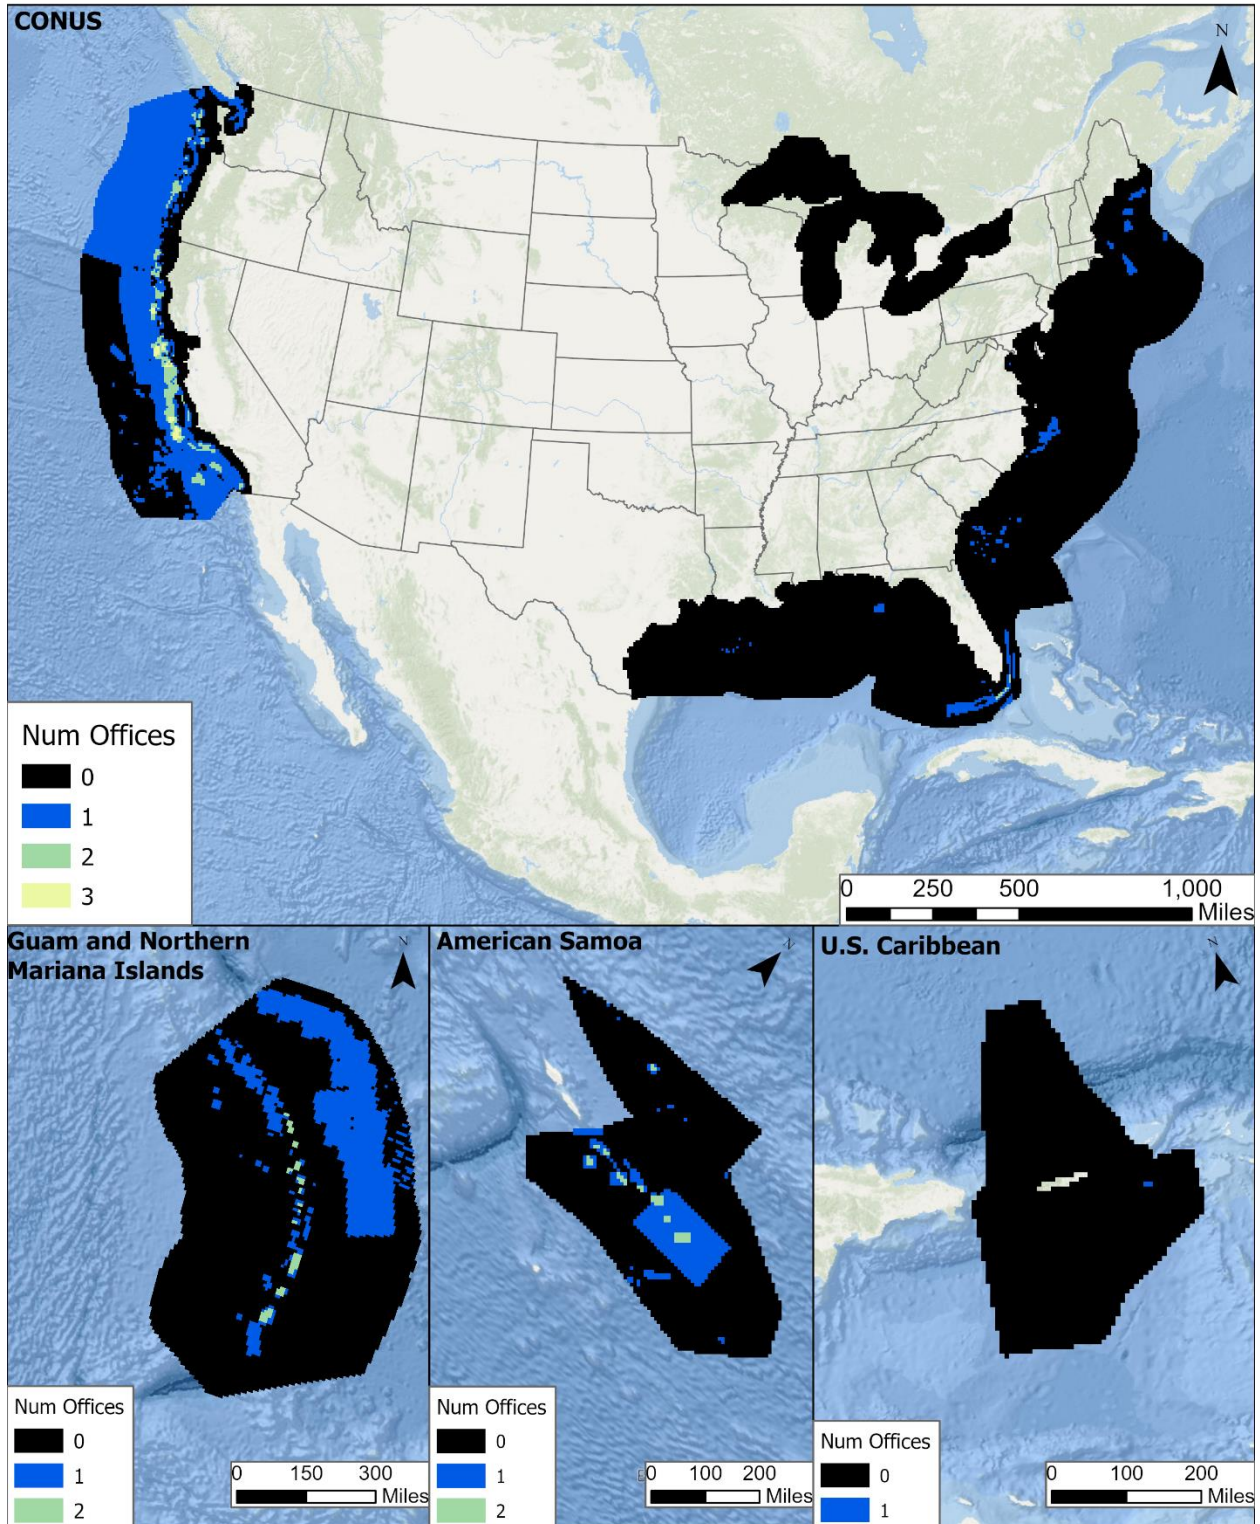 CONUS
N
Num Offices
0
1
2
3
0 250 500 1,000
Miles
Guam and Northern
Mariana Islands
N
Num Offices
0
1
2
0 150 300
Miles
American Samoa
N
Num Offices
0
1
2
0 100 200
Miles
U.S. Caribbean
N
Num Offices
0
1
0 100 200
Miles